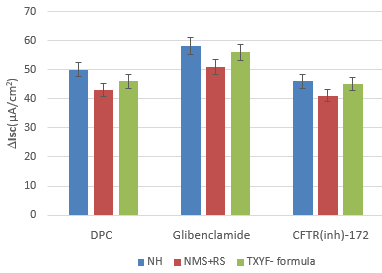 70
60
50
40
30
20
10
0
ΔIsc(µA/cm²)
DPC Glibenclamide CFTR(inh)-172
NH NMS+RS TXYF- formula